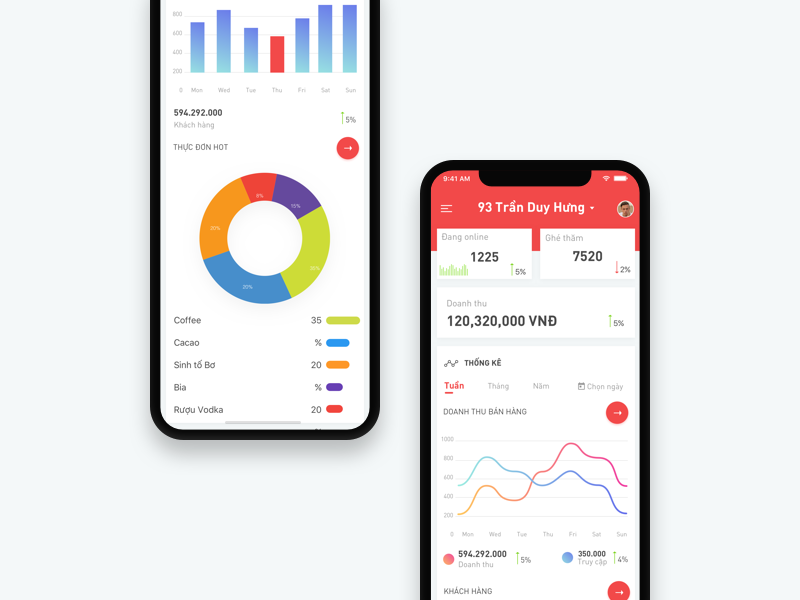 800
600
400
200
0 Mon Wed Tue Thu Fri Sat Sun
594.292.000
Khách hàng
5%
THỰC ĐƠN HOT
8%
10%
20%
20%
Coffee 35
Cacao %
Sinh tố Bơ 20
Bia %
Rượu Vodka 20
9:41 AM
93 Trần Duy Hưng
Đang online
1225
5%
Ghé thăm
7520
2%
Doanh thu
120,320,000 VNĐ
5%
THỐNG KÊ
Tuần Tháng Năm Chọn ngày
DOANH THU BÁN HÀNG
1000
800
600
400
200
0 Mon Wed Tue Thu Fri Sat Sun
594.292.000
Doanh thu
5%
350.000
Truy cập
4%
KHÁCH HÀNG